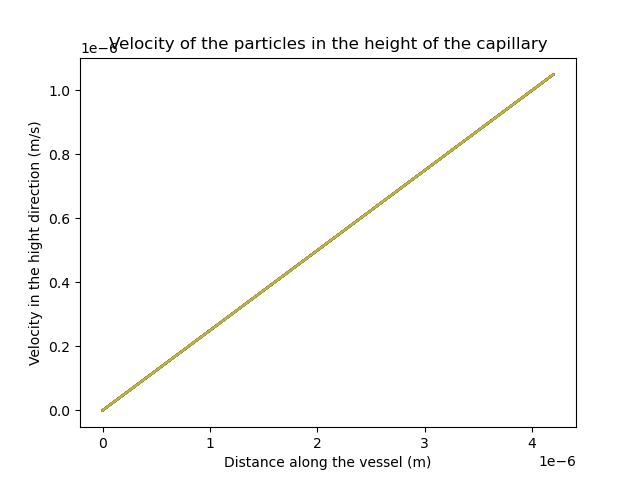 Velocity of the particles in the height of the capillary
1e−6
1.0
0.8
0.6
0.4
0.2
0.0
Velocity in the hight direction (m/s)
0 1 2 3 4
1e−6
Distance along the vessel (m)